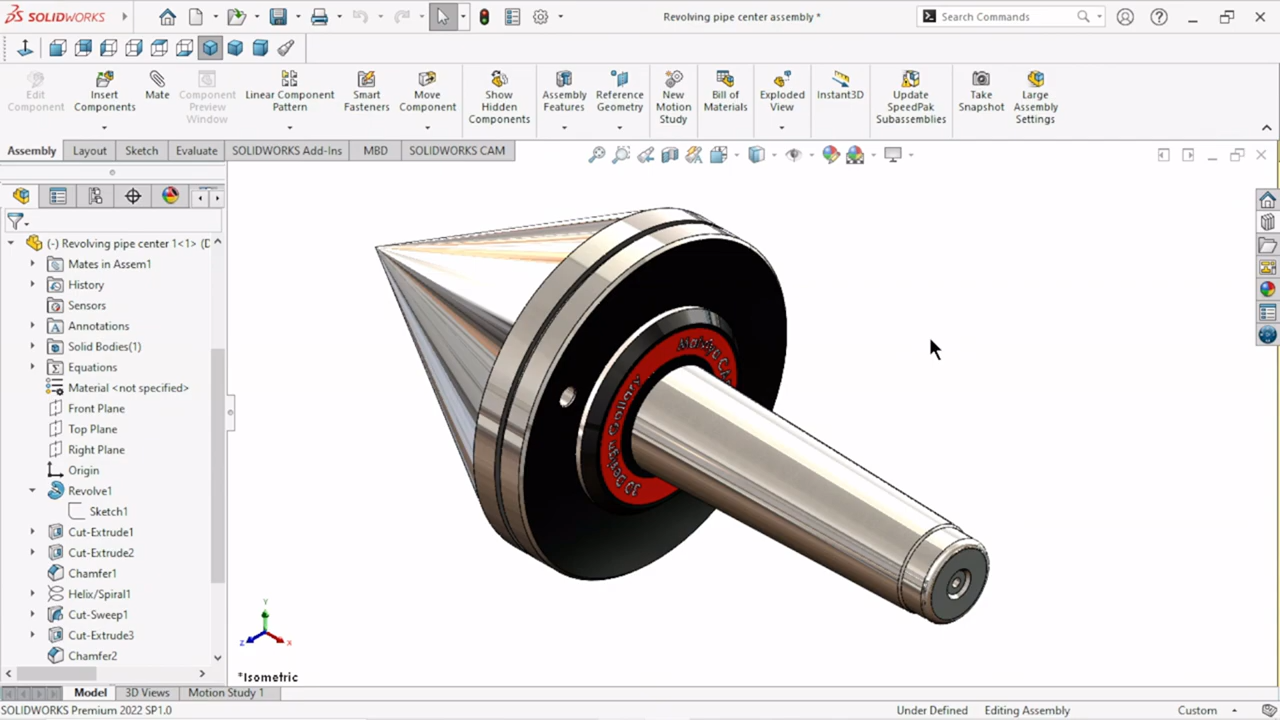 SOLIDWORKS
Revolving pipe center assembly *
Search Commands
Edit Component
Insert Components
Mate
Component Preview Window
Linear Component Pattern
Smart Fasteners
Move Component
Show Hidden Components
Assembly Features
Reference Geometry
New Motion Study
Bill of Materials
Exploded View
Instant3D
Update SpeedPak Subassemblies
Take Snapshot
Large Assembly Settings
Assembly
Layout
Sketch
Evaluate
SOLIDWORKS Add-Ins
MBD
SOLIDWORKS CAM
(-) Revolving pipe center 1<1> (D
Mates in Assem1
History
Sensors
Annotations
Solid Bodies(1)
Equations
Material <not specified>
Front Plane
Top Plane
Right Plane
Origin
Revolve1
Sketch1
Cut-Extrude1
Cut-Extrude2
Chamfer1
Helix/Spiral1
Cut-Sweep1
Cut-Extrude3
Chamfer2
3D Design Gallery
Y
Z
X
*Isometric
Model
3D Views
Motion Study 1
SOLIDWORKS Premium 2022 SP1.0
Under Defined
Editing Assembly
Custom